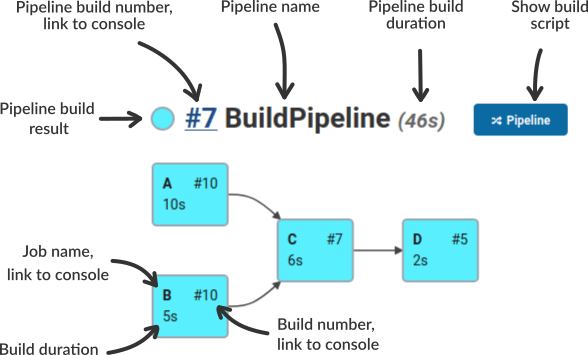 Pipeline build number,
link to console
Pipeline name
Pipeline build
duration
Show build
script
Pipeline build
result
#7 BuildPipeline (46s)
Pipeline
A #10
10s
C #7
6s
D #5
2s
Job name,
link to console
B #10
5s
Build duration
Build number,
link to console